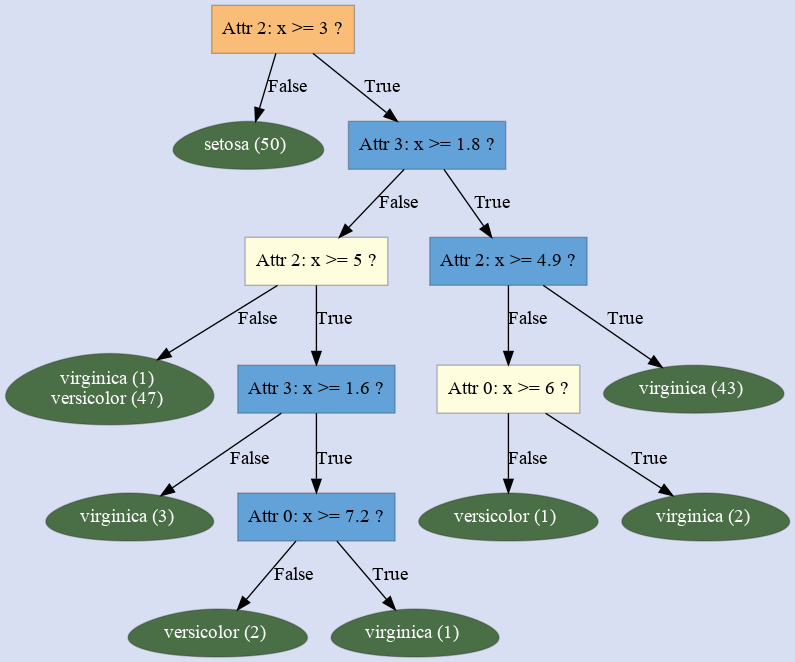 Attr 2: x >= 3 ?
False
True
setosa (50)
Attr 3: x >= 1.8 ?
False
True
Attr 2: x >= 5 ?
Attr 2: x >= 4.9 ?
False
True
False
True
virginica (1)
versicolor (47)
Attr 3: x >= 1.6 ?
Attr 0: x >= 6 ?
virginica (43)
False
True
False
True
virginica (3)
Attr 0: x >= 7.2 ?
versicolor (1)
virginica (2)
False
True
versicolor (2)
virginica (1)